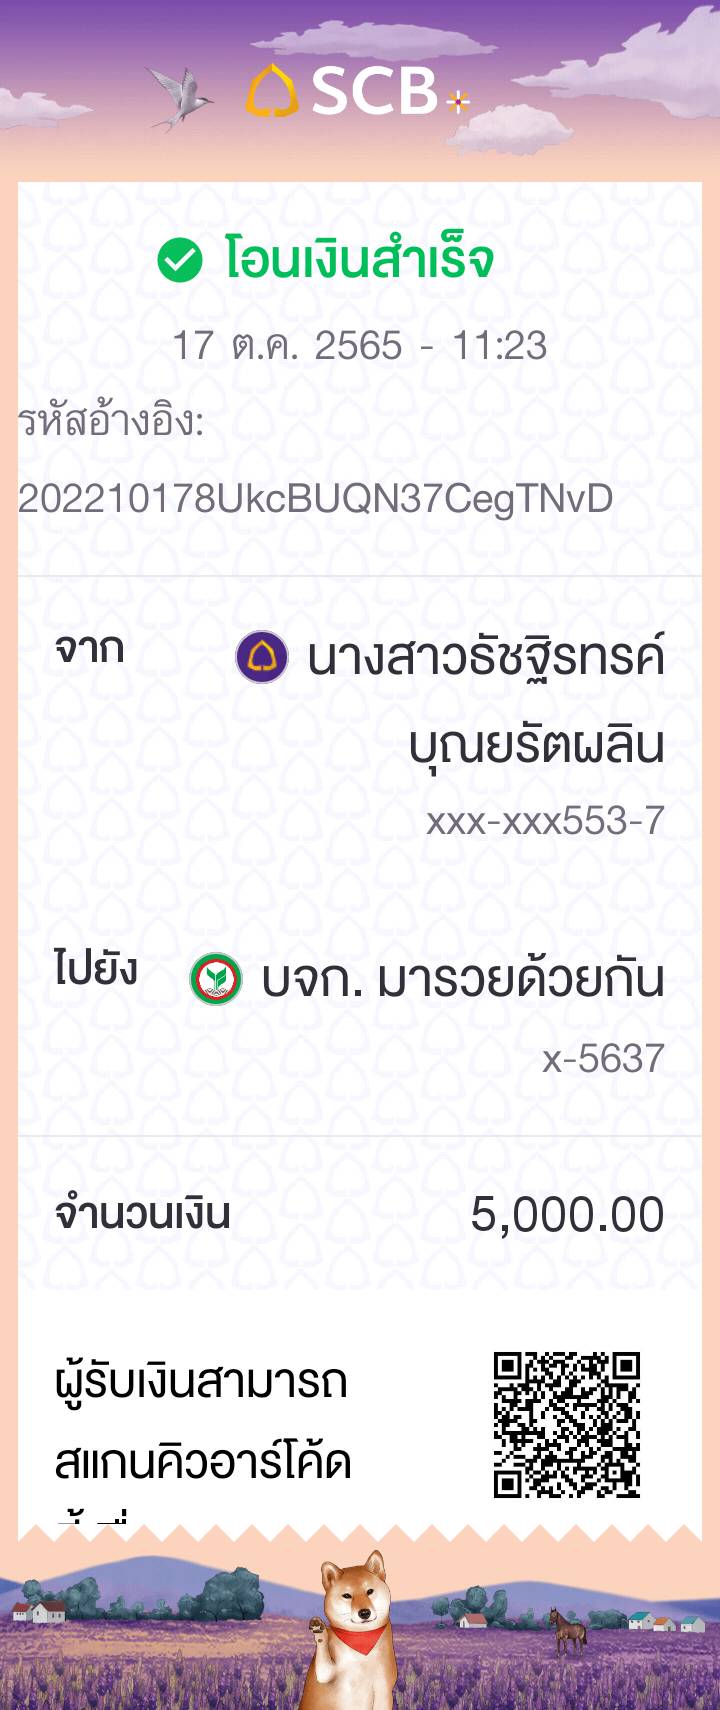 SCB
โอนเงินสำเร็จ
17 ต.ค. 2565 - 11:23
รหัสอ้างอิง:
202210178UkcBUQN37CegTNvD
จาก นางสาวธัชฐิรทรค์
บุณยรัตผลิน
xxx-xxx553-7
ไปยัง บจก. มารวยด้วยกัน
x-5637
จำนวนเงิน 5,000.00
ผู้รับเงินสามารถ
สแกนคิวอาร์โค้ด